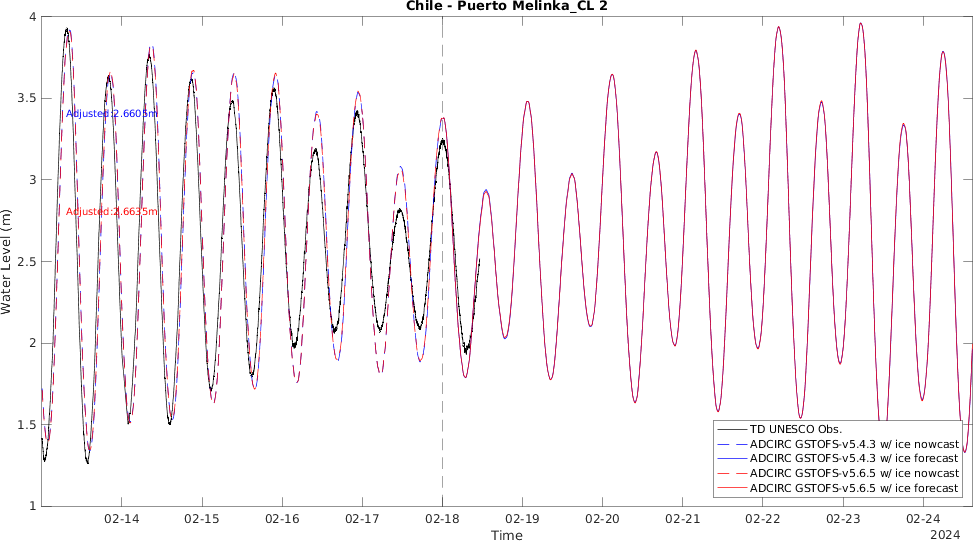 Chile - Puerto Melinka_CL 2
Water Level (m)
4
3.5
3
2.5
2
1.5
1
Adjusted:2.6605m
Adjusted:2.6635m
TD UNESCO Obs.
ADCIRC GSTOFS-v5.4.3 w/ ice nowcast
ADCIRC GSTOFS-v5.4.3 w/ ice forecast
ADCIRC GSTOFS-v5.6.5 w/ ice nowcast
ADCIRC GSTOFS-v5.6.5 w/ ice forecast
02-14 02-15 02-16 02-17 02-18 02-19 02-20 02-21 02-22 02-23 02-24
Time
2024